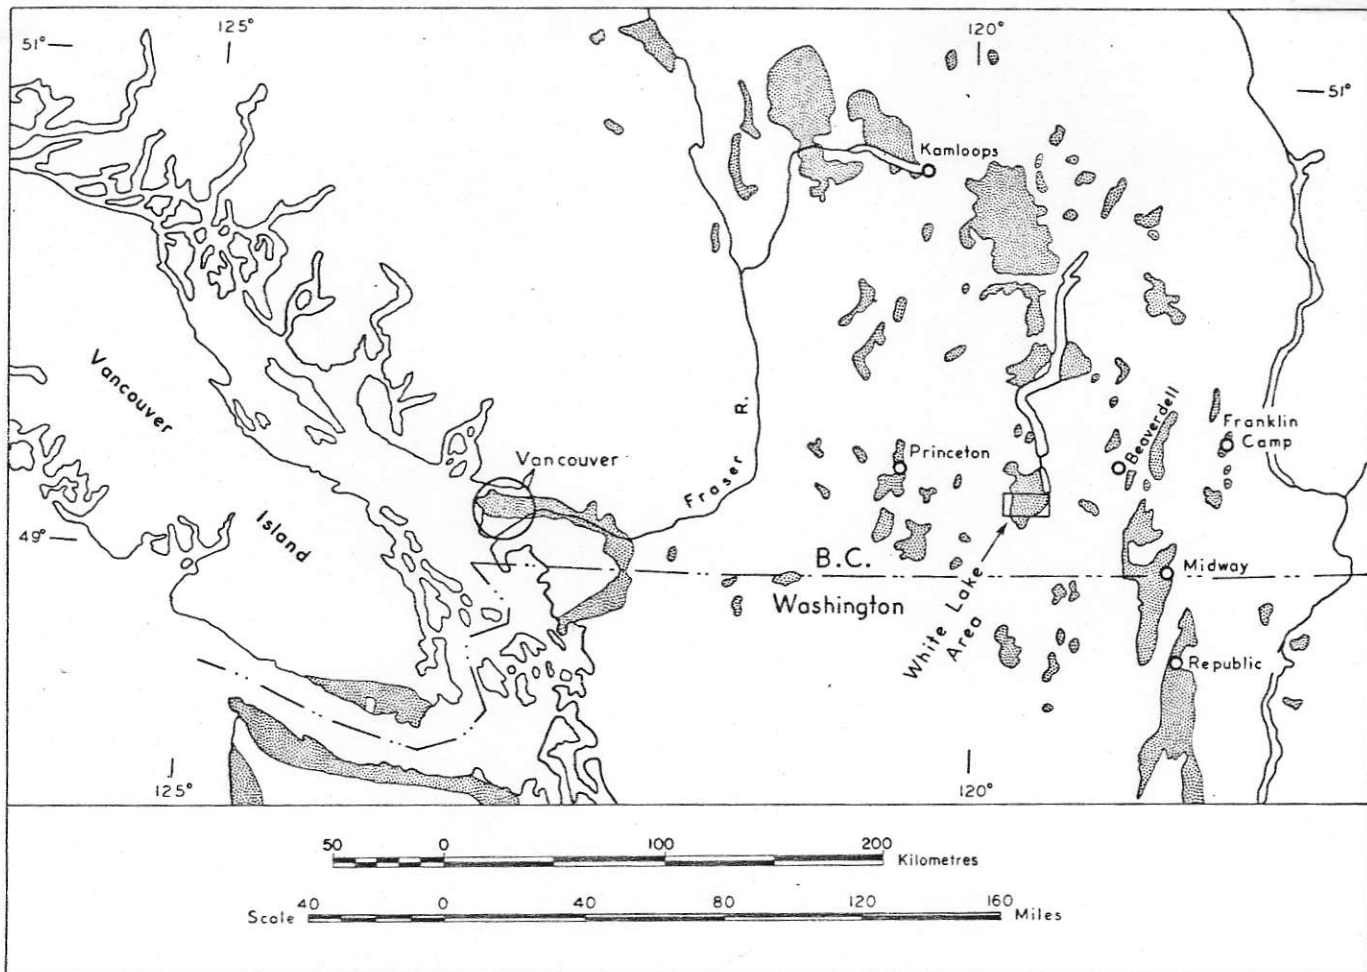 125°
120°
51°
51°
Kamloops
Vancouver
Island
Fraser R.
Vancouver
Princeton
Beaverdell
Franklin
Camp
49°
B.C.
Washington
Midway
White Lake
Area
Republic
125°
120°
50 0 100 200 Kilometres
Scale 40 0 40 80 120 160 Miles